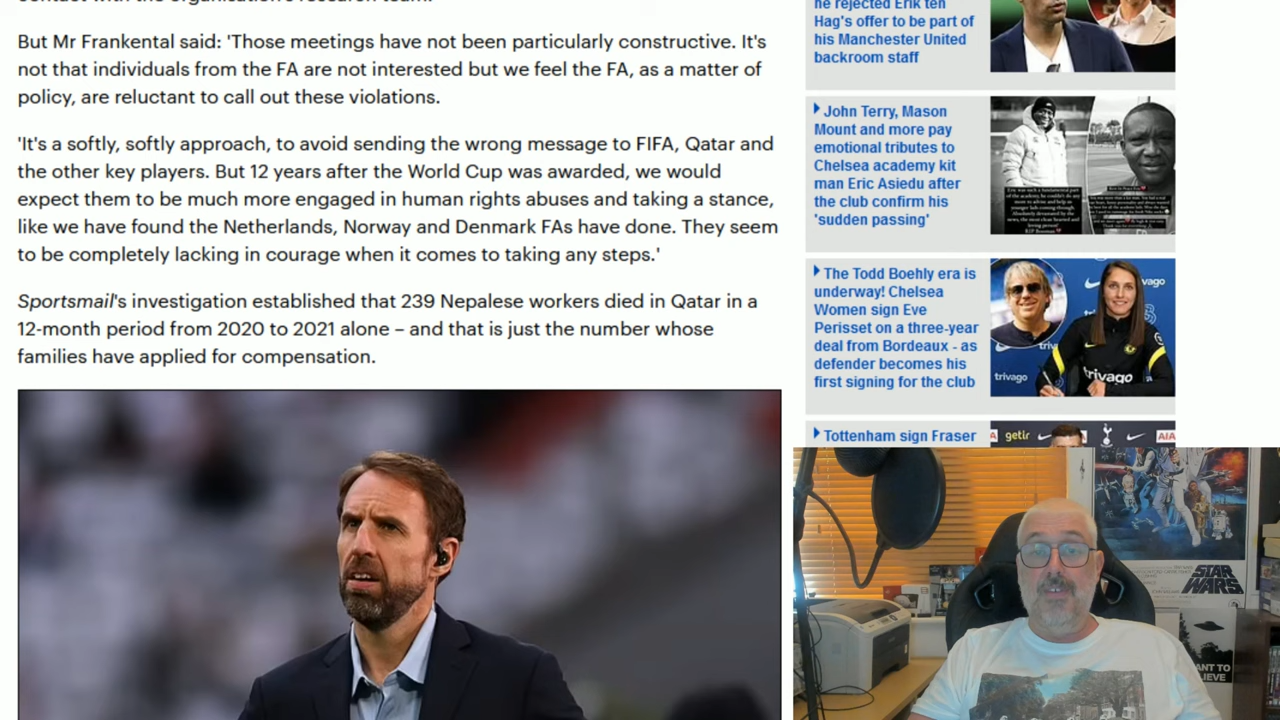 But Mr Frankental said: 'Those meetings have not been particularly constructive. It's
not that individuals from the FA are not interested but we feel the FA, as a matter of
policy, are reluctant to call out these violations.
'It's a softly, softly approach, to avoid sending the wrong message to FIFA, Qatar and
the other key players. But 12 years after the World Cup was awarded, we would
expect them to be much more engaged in human rights abuses and taking a stance,
like we have found the Netherlands, Norway and Denmark FAs have done. They seem
to be completely lacking in courage when it comes to taking any steps.'
Sportsmail's investigation established that 239 Nepalese workers died in Qatar in a
12-month period from 2020 to 2021 alone – and that is just the number whose
families have applied for compensation.
he rejected Erik ten
Hag's offer to be part of
his Manchester United
backroom staff
John Terry, Mason
Mount and more pay
emotional tributes to
Chelsea academy kit
man Eric Asiedu after
the club confirm his
'sudden passing'
The Todd Boehly era is
underway! Chelsea
Women sign Eve
Perisset on a three-year
deal from Bordeaux - as
defender becomes his
first signing for the club
trivago
trivago
Tottenham sign Fraser
getir
AIA
STAR
WARS